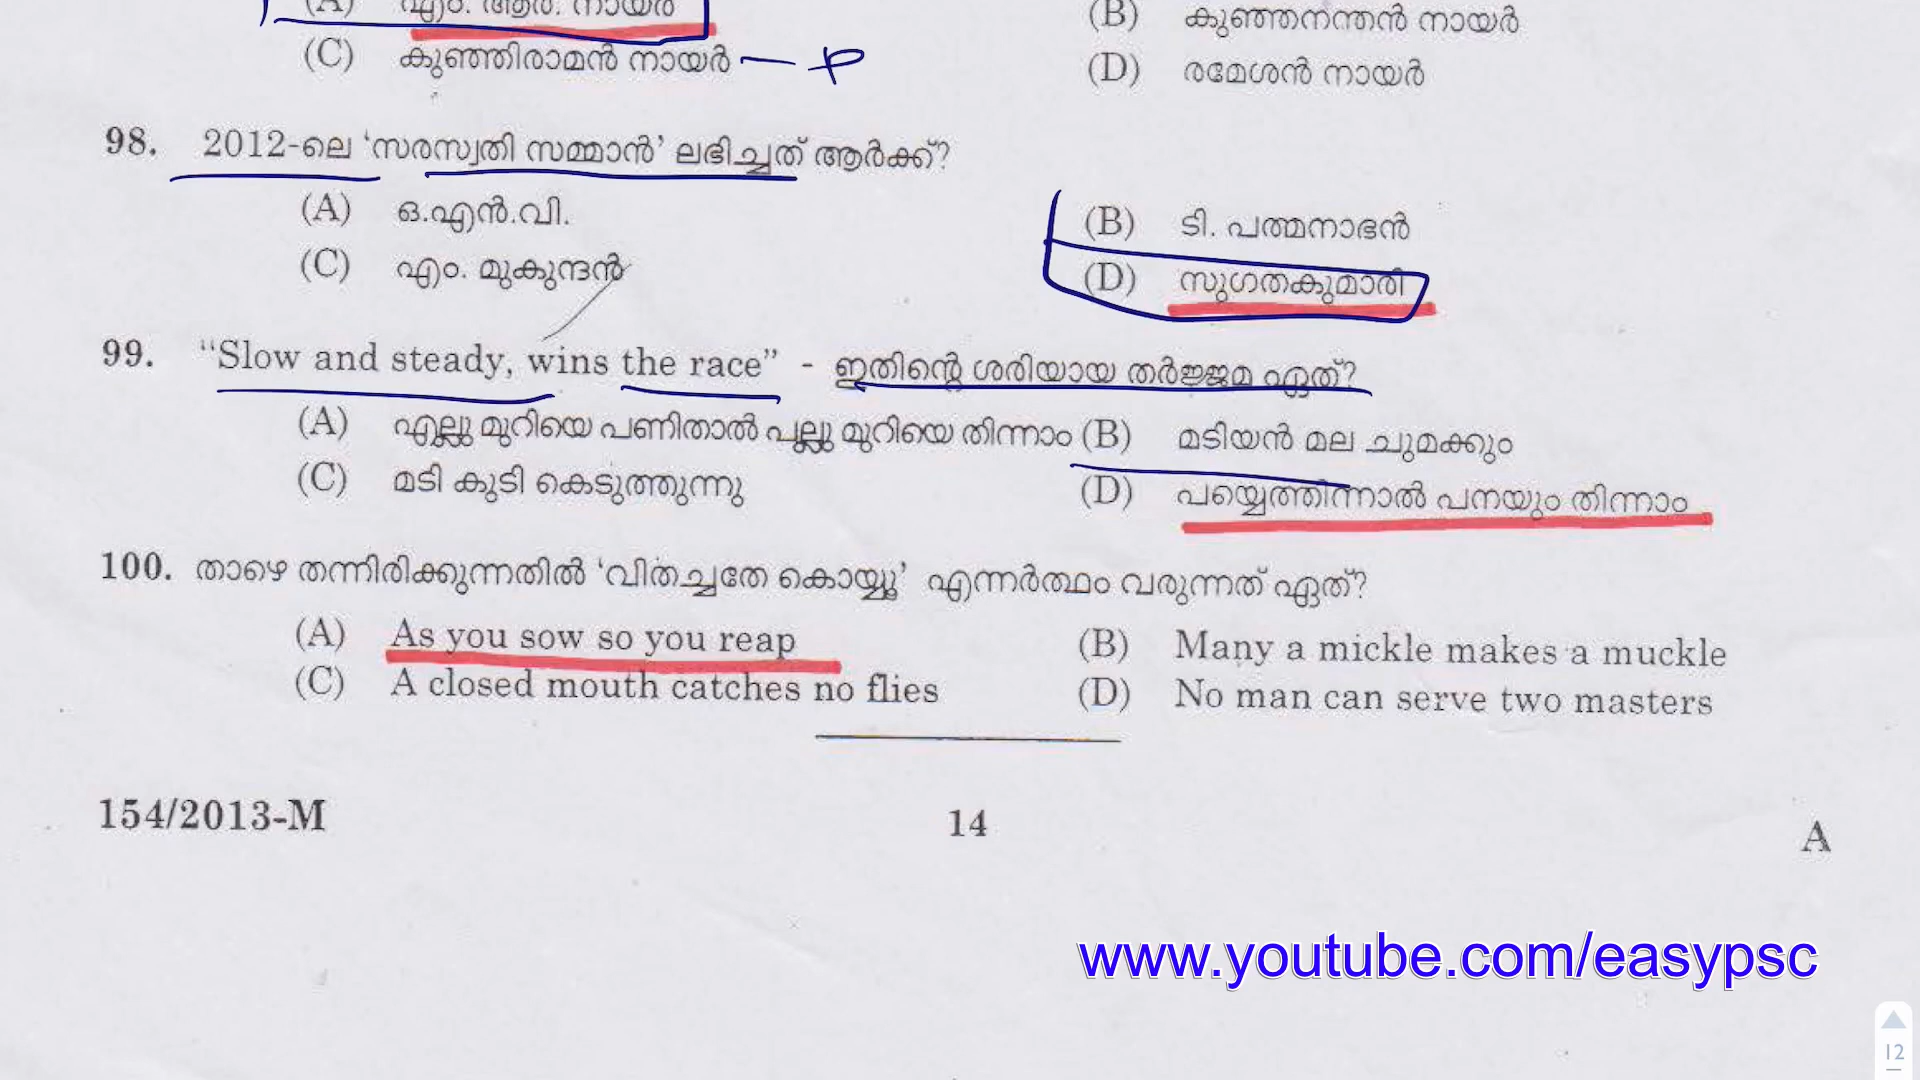 (A) എം. ആർ. നായർ (B) കുഞ്ഞനന്തൻ നായർ
(C) കുഞ്ഞിരാമൻ നായർ — P (D) രമേശൻ നായർ
98. 2012-ലെ ‘സരസ്വതി സമ്മാൻ’ ലഭിച്ചത് ആർക്ക്?
(A) ഒ.എൻ.വി. (B) ടി. പത്മനാഭൻ
(C) എം. മുകുന്ദൻ (D) സുഗതകുമാരി
99. “Slow and steady, wins the race” - ഇതിന്റെ ശരിയായ തർജ്ജമ ഏത്?
(A) എല്ലു മുറിയെ പണിതാൽ പല്ലു മുറിയെ തിന്നാം (B) മടിയൻ മല ചുമക്കും
(C) മടി കുടി കെടുത്തുന്നു (D) പയ്യെത്തിന്നാൽ പനയും തിന്നാം
100. താഴെ തന്നിരിക്കുന്നതിൽ ‘വിതച്ചതേ കൊയ്യൂ’ എന്നർത്ഥം വരുന്നത് ഏത്?
(A) As you sow so you reap (B) Many a mickle makes a muckle
(C) A closed mouth catches no flies (D) No man can serve two masters
154/2013-M 14 A
www.youtube.com/easypsc
12